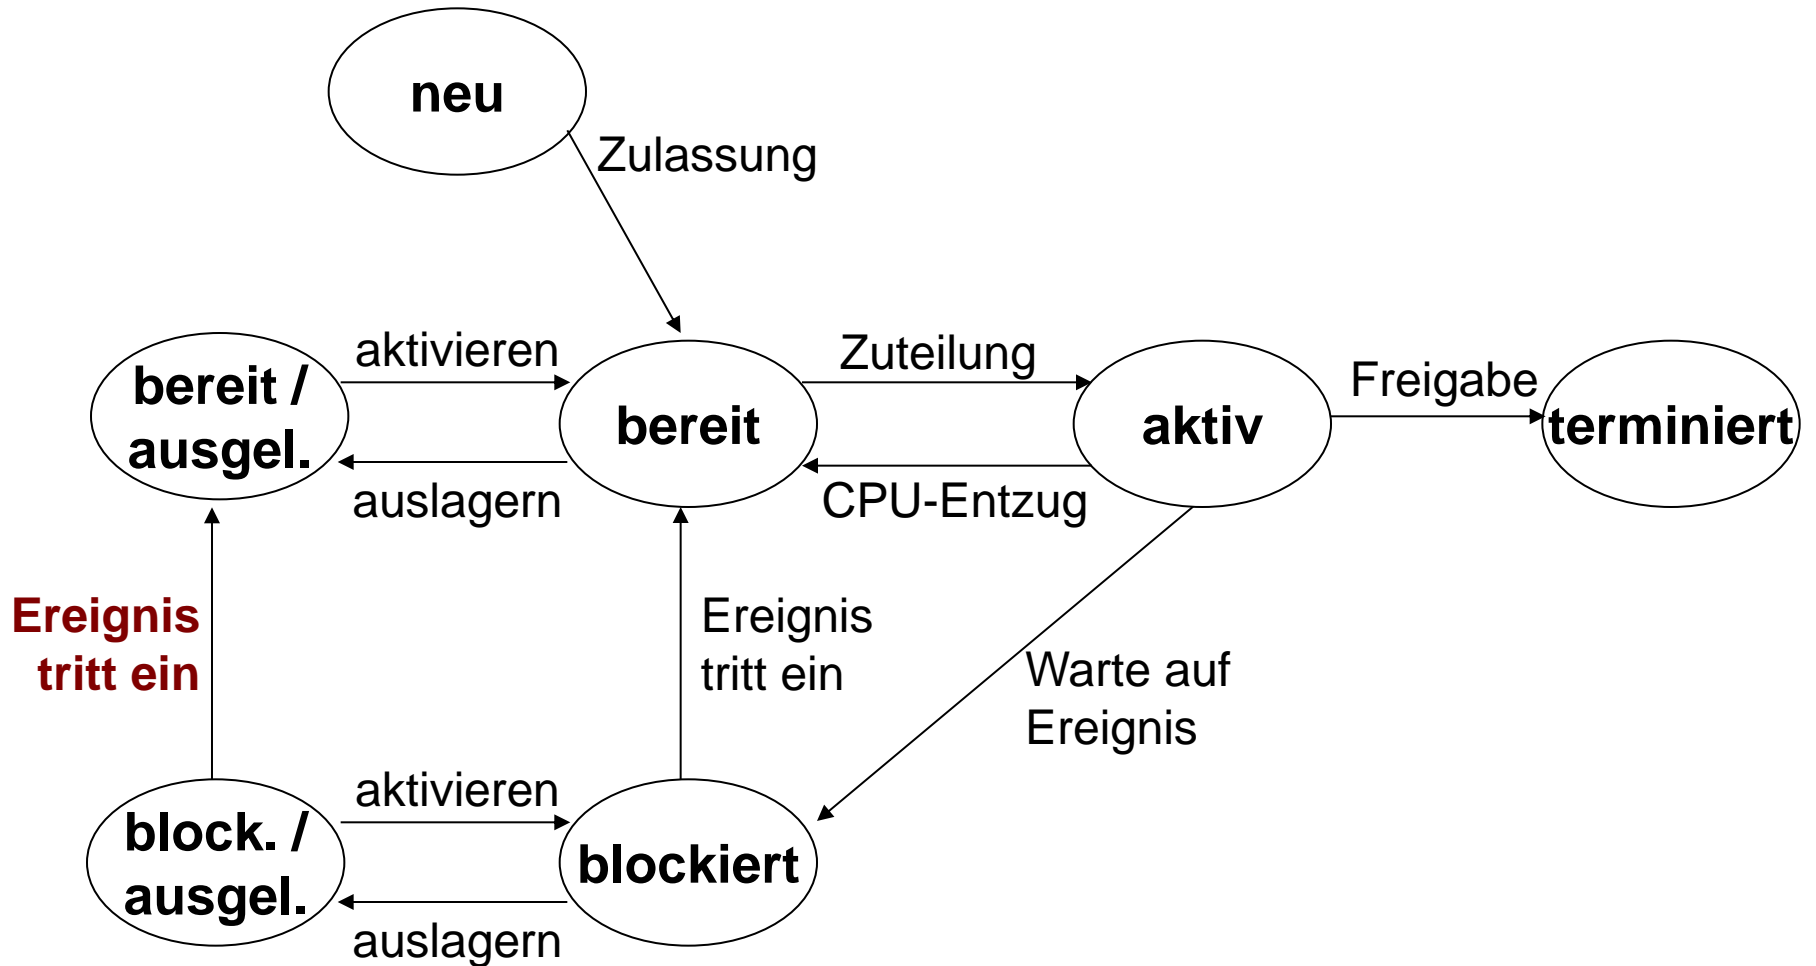 neu
Zulassung
aktivieren
Zuteilung
Freigabe
bereit /
ausgel.
bereit
aktiv
terminiert
auslagern
CPU-Entzug
Ereignis
tritt ein
Ereignis
tritt ein
Warte auf
Ereignis
aktivieren
block. /
ausgel.
blockiert
auslagern